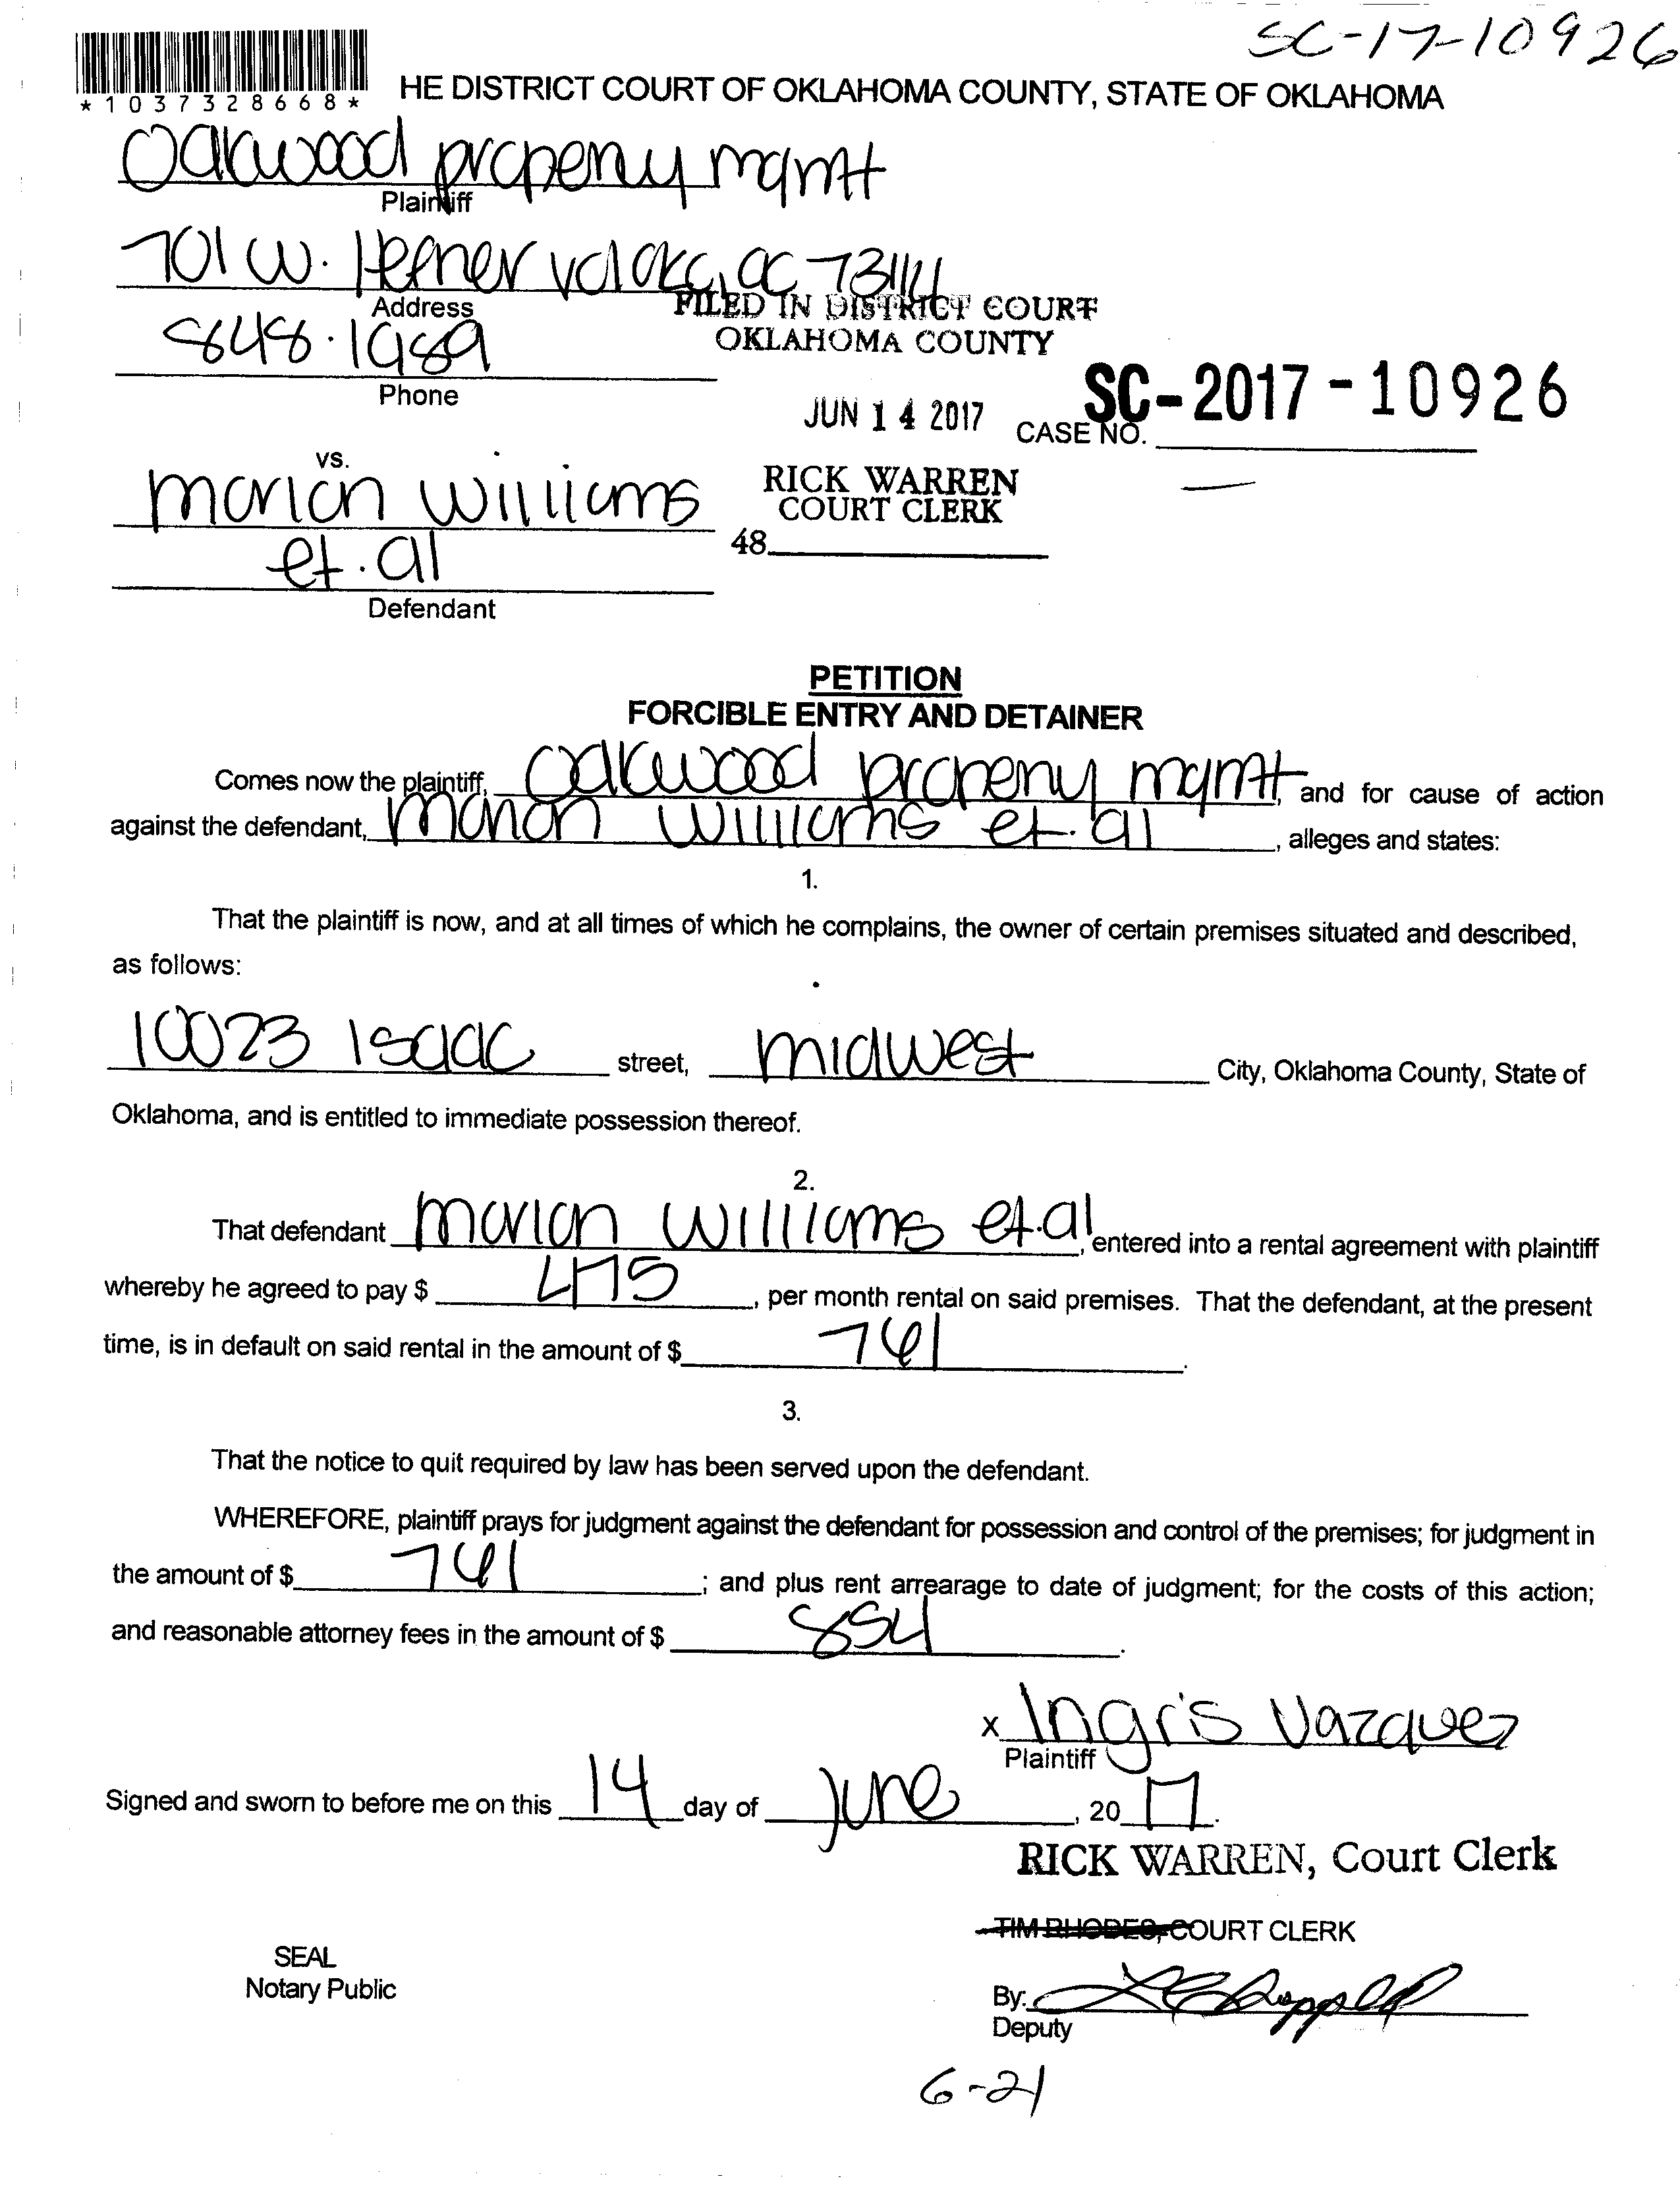 SC-17-10926
*1037328668*
HE DISTRICT COURT OF OKLAHOMA COUNTY, STATE OF OKLAHOMA
Oakwood property mgmt
Plaintiff
701 W. Hefner rd okc, OK 73114
Address
FILED IN DISTRICT COURT
OKLAHOMA COUNTY
848.1989
Phone
JUN 14 2017
CASE NO. SC-2017-10926
vs.
marion williams
RICK WARREN
COURT CLERK
et.al
48
Defendant
PETITION
FORCIBLE ENTRY AND DETAINER
Comes now the plaintiff, oakwood property mgmt, and for cause of action
against the defendant, marion williams et.al, alleges and states:
1.
That the plaintiff is now, and at all times of which he complains, the owner of certain premises situated and described,
as follows:
10023 Isaac street, midwest City, Oklahoma County, State of
Oklahoma, and is entitled to immediate possession thereof.
2.
That defendant marion williams et.al, entered into a rental agreement with plaintiff
whereby he agreed to pay $ 475, per month rental on said premises. That the defendant, at the present
time, is in default on said rental in the amount of $ 761.
3.
That the notice to quit required by law has been served upon the defendant.
WHEREFORE, plaintiff prays for judgment against the defendant for possession and control of the premises; for judgment in
the amount of $ 761; and plus rent arrearage to date of judgment; for the costs of this action;
and reasonable attorney fees in the amount of $ 854.
x Ingris Vazquez
Plaintiff
Signed and sworn to before me on this 14 day of june, 20 17.
RICK WARREN, Court Clerk
TIM RHODES, COURT CLERK
SEAL
Notary Public
By:
Deputy
6-21